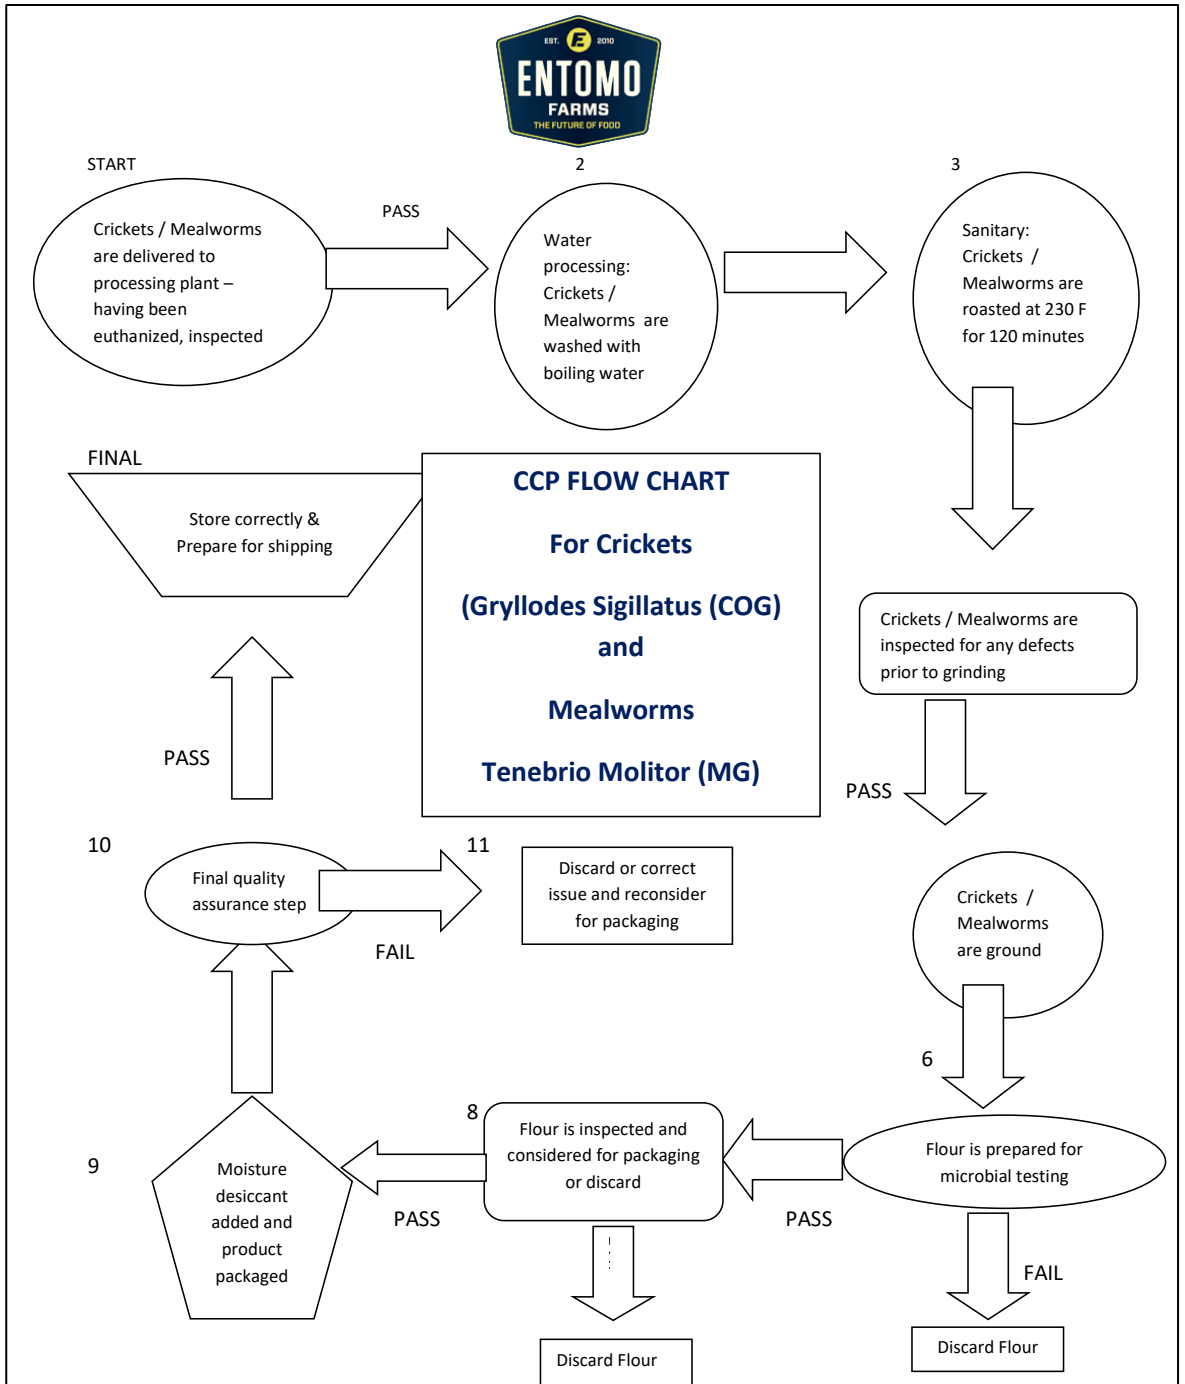 EST. E 2010
ENTOMO
FARMS
THE FUTURE OF FOOD
START
Crickets / Mealworms
are delivered to
processing plant –
having been
euthanized, inspected
PASS
2
Water
processing:
Crickets /
Mealworms are
washed with
boiling water
3
Sanitary:
Crickets /
Mealworms are
roasted at 230 F
for 120 minutes
FINAL
Store correctly &
Prepare for shipping
CCP FLOW CHART
For Crickets
(Gryllodes Sigillatus (COG)
and
Mealworms
Tenebrio Molitor (MG)
Crickets / Mealworms are
inspected for any defects
prior to grinding
PASS
PASS
10
Final quality
assurance step
FAIL
11
Discard or correct
issue and reconsider
for packaging
Crickets /
Mealworms
are ground
6
Flour is prepared for
microbial testing
PASS
FAIL
Discard Flour
8
Flour is inspected and
considered for packaging
or discard
PASS
Discard Flour
9
Moisture
desiccant
added and
product
packaged